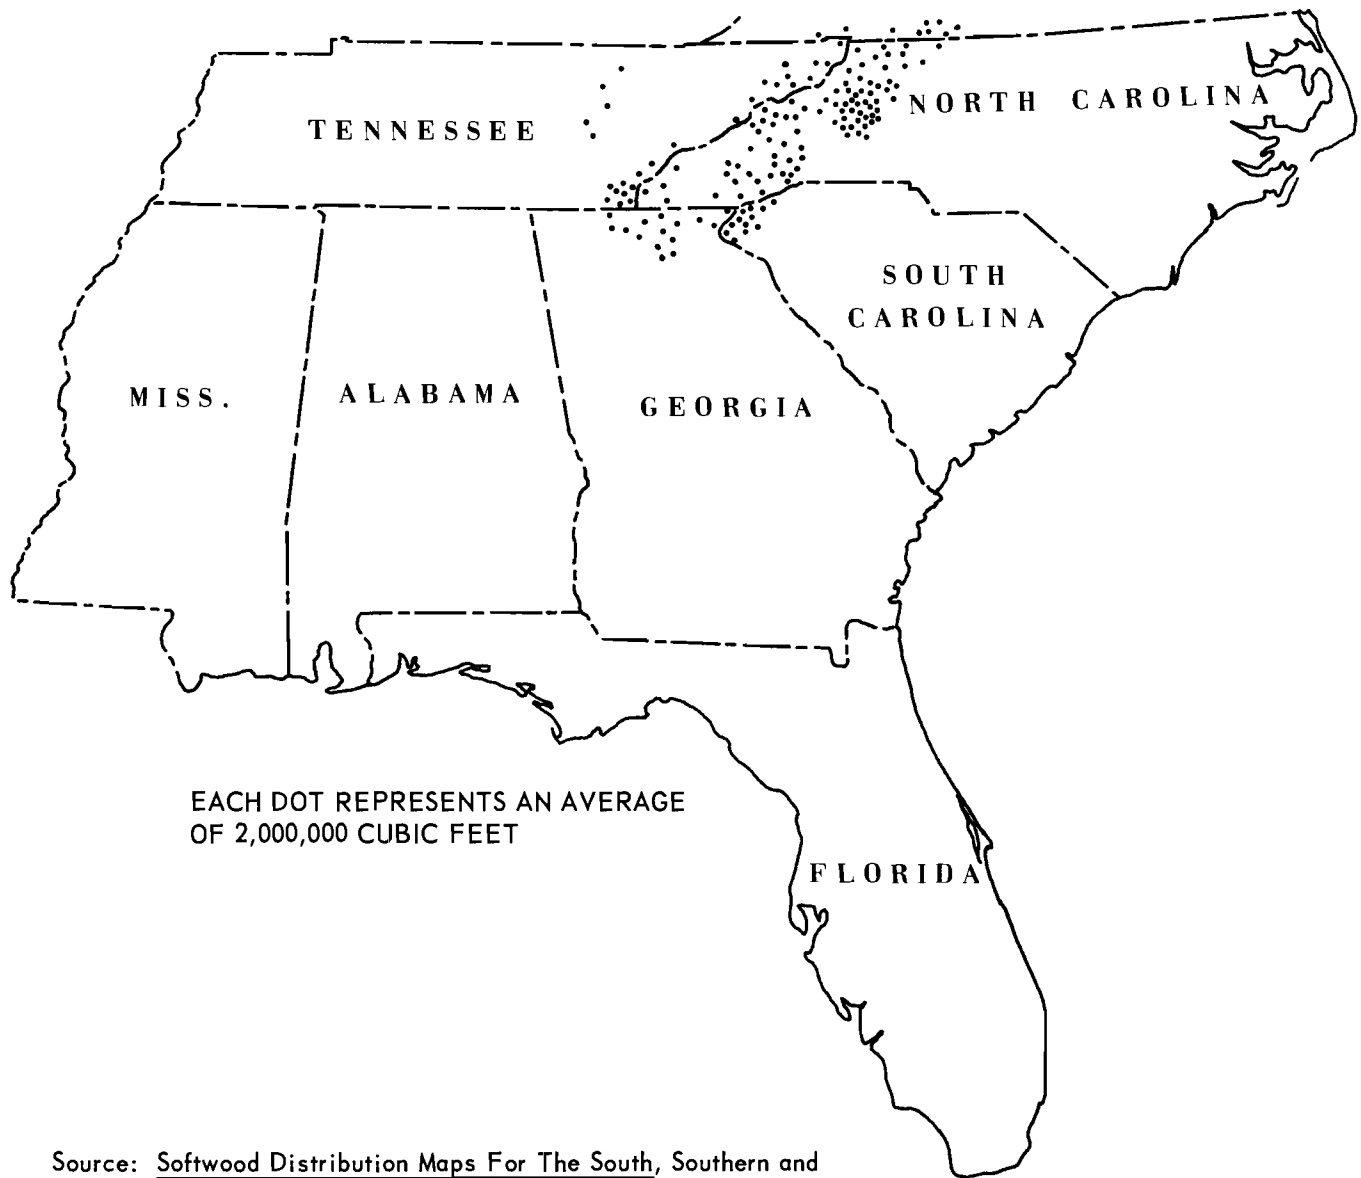 TENNESSEE
NORTH CAROLINA
SOUTH
CAROLINA
MISS.
ALABAMA
GEORGIA
EACH DOT REPRESENTS AN AVERAGE
OF 2,000,000 CUBIC FEET
FLORIDA
Source: Softwood Distribution Maps For The South, Southern and